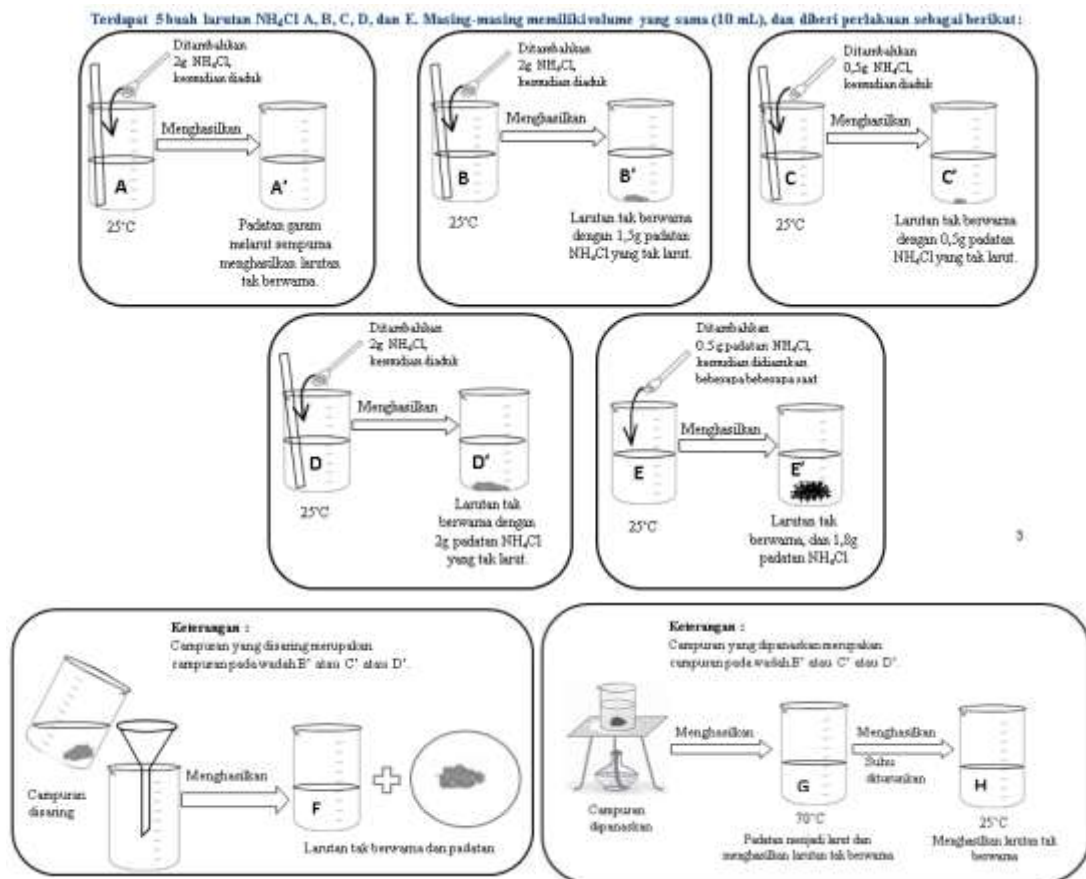 Terdapat 5 buah larutan NH₄Cl A, B, C, D, dan E. Masing-masing memiliki volume yang sama (10 mL), dan diberi perlakuan sebagai berikut:
Ditambahkan
2g NH₄Cl,
kemudian diaduk
Menghasilkan
A
A'
25°C
Padatan garam
melarut sempurna
menghasilkan larutan
tak berwarna.
Ditambahkan
2g NH₄Cl,
kemudian diaduk
Menghasilkan
B
B'
25°C
Larutan tak berwarna
dengan 1,5g padatan
NH₄Cl yang tak larut.
Ditambahkan
0,5g NH₄Cl,
kemudian diaduk
Menghasilkan
C
C'
25°C
Larutan tak berwarna
dengan 0,5g padatan
NH₄Cl yang tak larut.
Ditambahkan
2g NH₄Cl,
kemudian diaduk
Menghasilkan
D
D'
25°C
Larutan tak
berwarna dengan
2g padatan NH₄Cl
yang tak larut.
Ditambahkan
0.5g padatan NH₄Cl,
kemudian didiamkan
beberapa beberapa saat
Menghasilkan
E
E'
25°C
Larutan tak
berwarna, dan 1,8g
padatan NH₄Cl
3
Keterangan :
Campuran yang disaring merupakan
campuran pada wadah B' atau C' atau D'.
Campuran
disaring
Menghasilkan
F
Larutan tak berwarna dan padatan
Keterangan :
Campuran yang dipanaskan merupakan
campuran pada wadah B' atau C' atau D'.
Campuran
dipanaskan
Menghasilkan
G
70°C
Padatan menjadi larut dan
menghasilkan larutan tak berwarna
Menghasilkan
Suhu
diturunkan
H
25°C
Menghasilkan larutan tak
berwarna